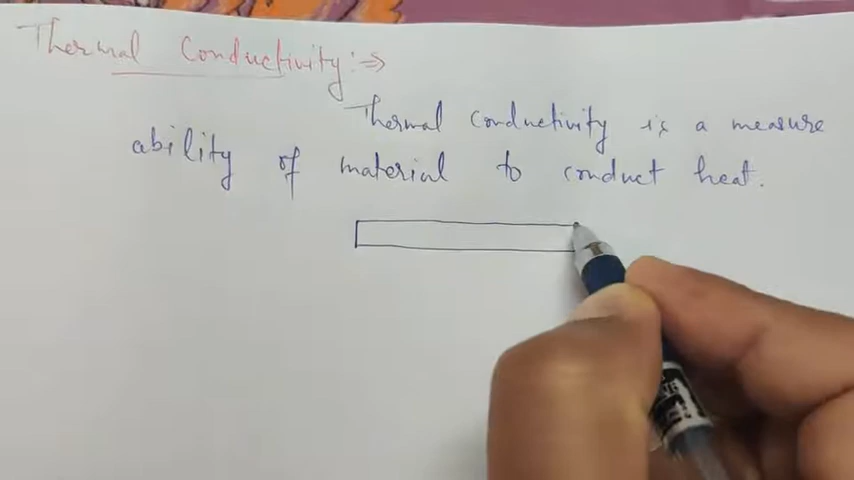 Thermal Conductivity:⇒
Thermal conductivity is a measure
ability of material to conduct heat.